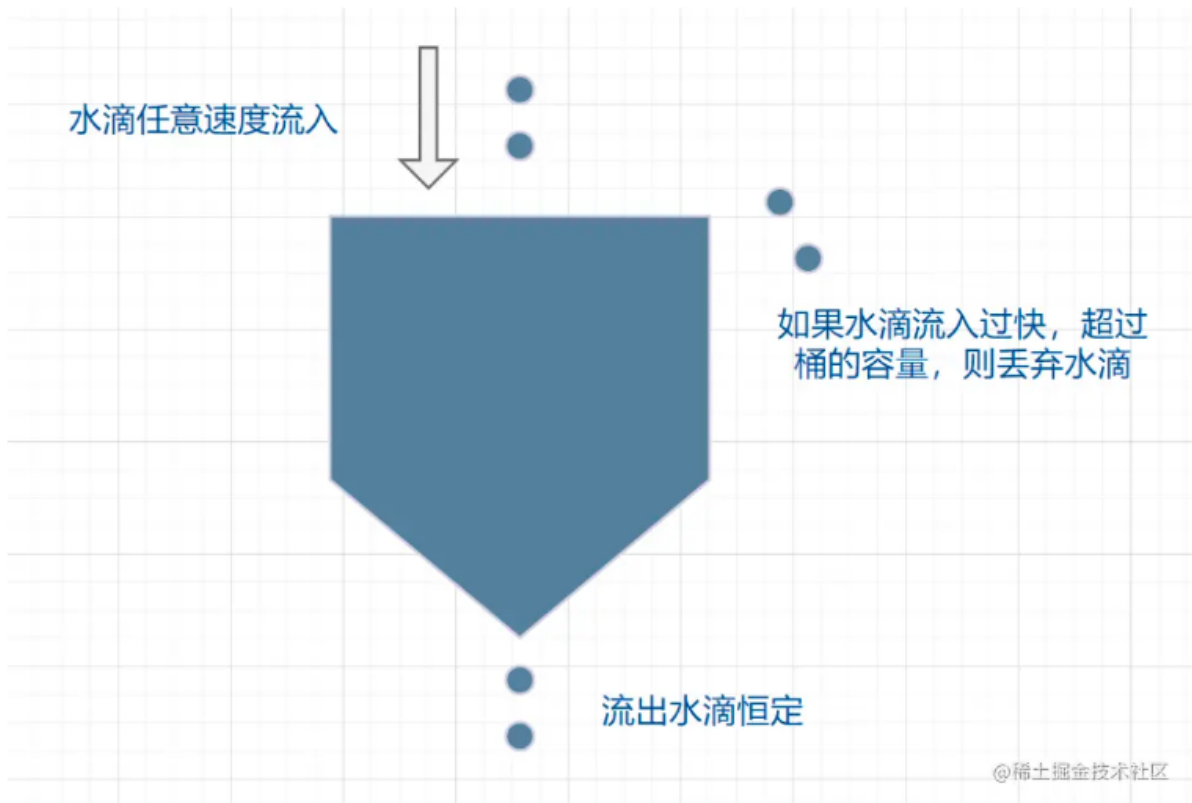 水滴任意速度流入
如果水滴流入过快，超过
桶的容量，则丢弃水滴
流出水滴恒定
@稀土掘金技术社区